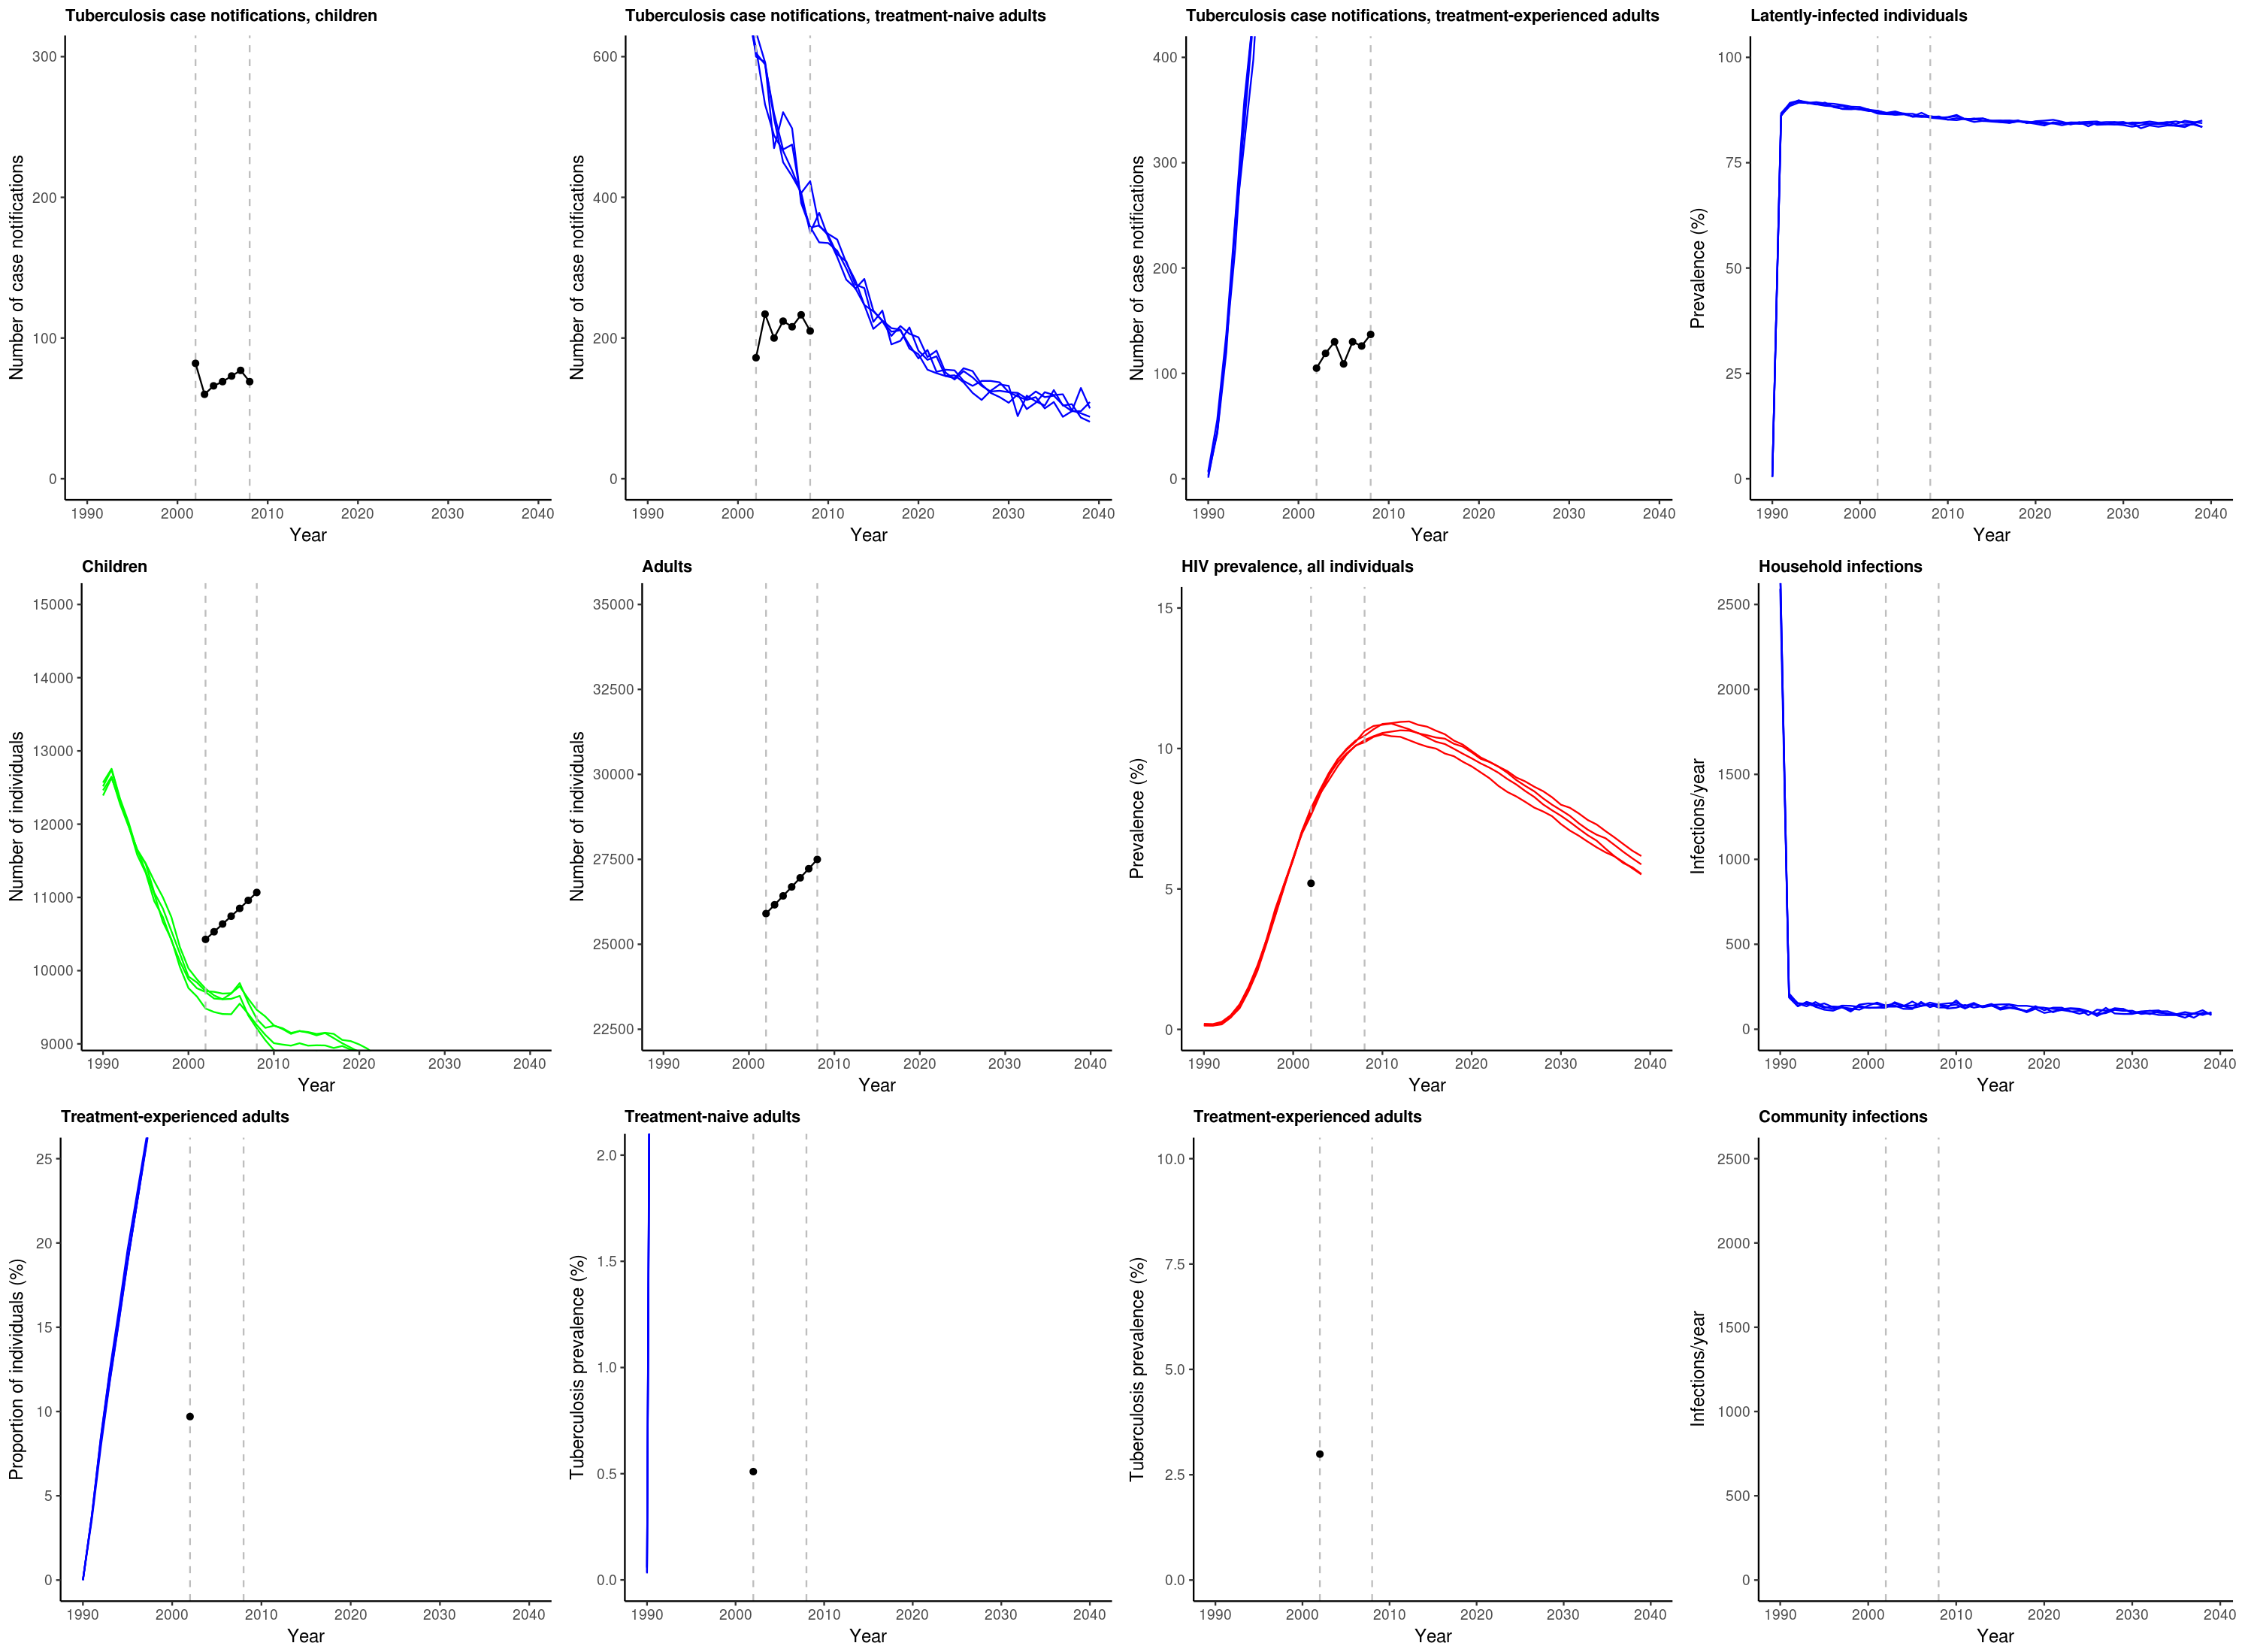 Tuberculosis case notifications, children
Number of case notifications
300
200
100
0
1990 2000 2010 2020 2030 2040
Year
Tuberculosis case notifications, treatment-naive adults
Number of case notifications
600
400
200
0
1990 2000 2010 2020 2030 2040
Year
Tuberculosis case notifications, treatment-experienced adults
Number of case notifications
400
300
200
100
0
1990 2000 2010 2020 2030 2040
Year
Latently-infected individuals
Prevalence (%)
100
75
50
25
0
1990 2000 2010 2020 2030 2040
Year
Children
Number of individuals
15000
14000
13000
12000
11000
10000
9000
1990 2000 2010 2020 2030 2040
Year
Adults
Number of individuals
35000
32500
30000
27500
25000
22500
1990 2000 2010 2020 2030 2040
Year
HIV prevalence, all individuals
Prevalence (%)
15
10
5
0
1990 2000 2010 2020 2030 2040
Year
Household infections
Infections/year
2500
2000
1500
1000
500
0
1990 2000 2010 2020 2030 2040
Year
Treatment-experienced adults
Proportion of individuals (%)
25
20
15
10
5
0
1990 2000 2010 2020 2030 2040
Year
Treatment-naive adults
Tuberculosis prevalence (%)
2.0
1.5
1.0
0.5
0.0
1990 2000 2010 2020 2030 2040
Year
Treatment-experienced adults
Tuberculosis prevalence (%)
10.0
7.5
5.0
2.5
0.0
1990 2000 2010 2020 2030 2040
Year
Community infections
Infections/year
2500
2000
1500
1000
500
0
1990 2000 2010 2020 2030 2040
Year